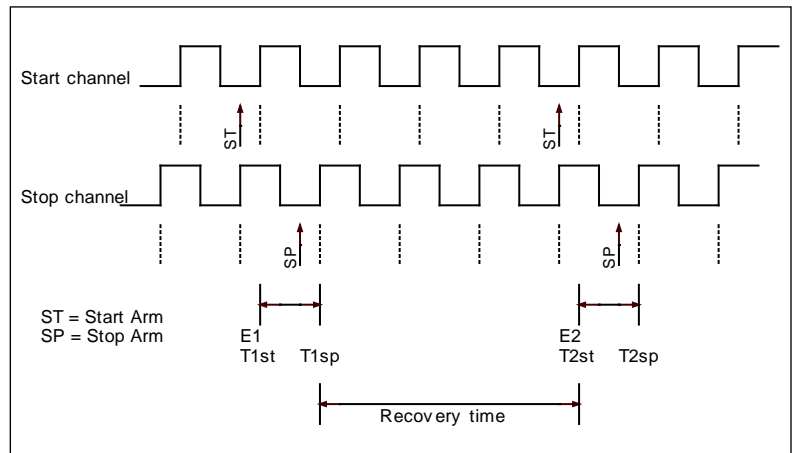 Start channel
ST ST
Stop channel
SP SP
ST = Start Arm
SP = Stop Arm
E1 E2
T1st T1sp T2st T2sp
Recovery time